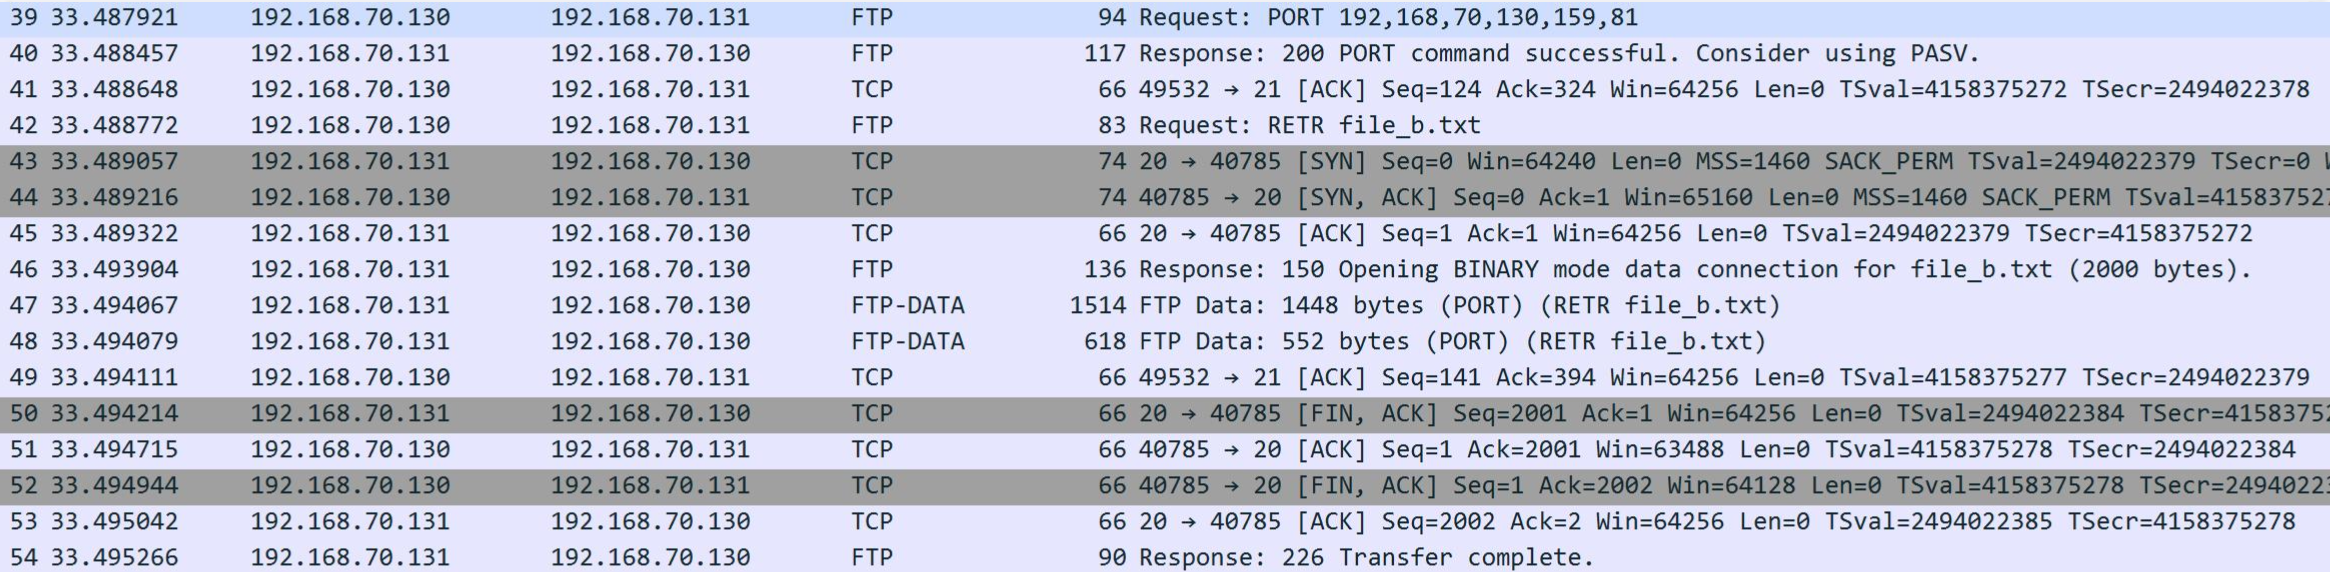 39 33.487921 192.168.70.130 192.168.70.131 FTP 94 Request: PORT 192,168,70,130,159,81
40 33.488457 192.168.70.131 192.168.70.130 FTP 117 Response: 200 PORT command successful. Consider using PASV.
41 33.488648 192.168.70.130 192.168.70.131 TCP 66 49532 → 21 [ACK] Seq=124 Ack=324 Win=64256 Len=0 TSval=4158375272 TSecr=2494022378
42 33.488772 192.168.70.130 192.168.70.131 FTP 83 Request: RETR file_b.txt
43 33.489057 192.168.70.131 192.168.70.130 TCP 74 20 → 40785 [SYN] Seq=0 Win=64240 Len=0 MSS=1460 SACK_PERM TSval=2494022379 TSecr=0
44 33.489216 192.168.70.130 192.168.70.131 TCP 74 40785 → 20 [SYN, ACK] Seq=0 Ack=1 Win=65160 Len=0 MSS=1460 SACK_PERM TSval=41583752
45 33.489322 192.168.70.131 192.168.70.130 TCP 66 20 → 40785 [ACK] Seq=1 Ack=1 Win=64256 Len=0 TSval=2494022379 TSecr=4158375272
46 33.493904 192.168.70.131 192.168.70.130 FTP 136 Response: 150 Opening BINARY mode data connection for file_b.txt (2000 bytes).
47 33.494067 192.168.70.131 192.168.70.130 FTP-DATA 1514 FTP Data: 1448 bytes (PORT) (RETR file_b.txt)
48 33.494079 192.168.70.131 192.168.70.130 FTP-DATA 618 FTP Data: 552 bytes (PORT) (RETR file_b.txt)
49 33.494111 192.168.70.130 192.168.70.131 TCP 66 49532 → 21 [ACK] Seq=141 Ack=394 Win=64256 Len=0 TSval=4158375277 TSecr=2494022379
50 33.494214 192.168.70.131 192.168.70.130 TCP 66 20 → 40785 [FIN, ACK] Seq=2001 Ack=1 Win=64256 Len=0 TSval=2494022384 TSecr=4158375
51 33.494715 192.168.70.130 192.168.70.131 TCP 66 40785 → 20 [ACK] Seq=1 Ack=2001 Win=63488 Len=0 TSval=4158375278 TSecr=2494022384
52 33.494944 192.168.70.130 192.168.70.131 TCP 66 40785 → 20 [FIN, ACK] Seq=1 Ack=2002 Win=64128 Len=0 TSval=4158375278 TSecr=2494022
53 33.495042 192.168.70.131 192.168.70.130 TCP 66 20 → 40785 [ACK] Seq=2002 Ack=2 Win=64256 Len=0 TSval=2494022385 TSecr=4158375278
54 33.495266 192.168.70.131 192.168.70.130 FTP 90 Response: 226 Transfer complete.